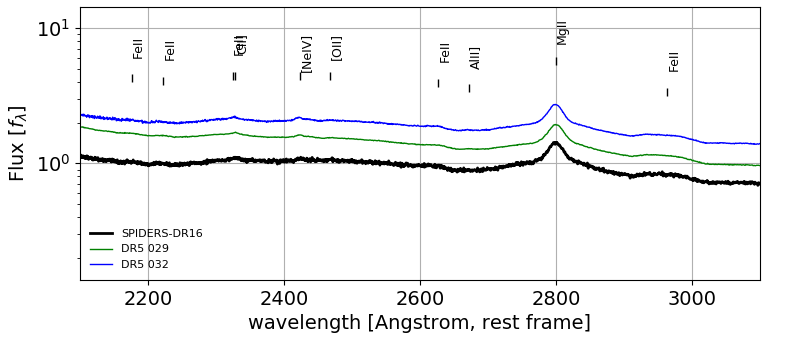 10¹
10⁰
Flux [fλ]
FeII
FeII
FeII
CII]
[NeIV]
[OII]
FeII
AlII]
MgII
FeII
SPIDERS-DR16
DR5 029
DR5 032
2200
2400
2600
2800
3000
wavelength [Angstrom, rest frame]